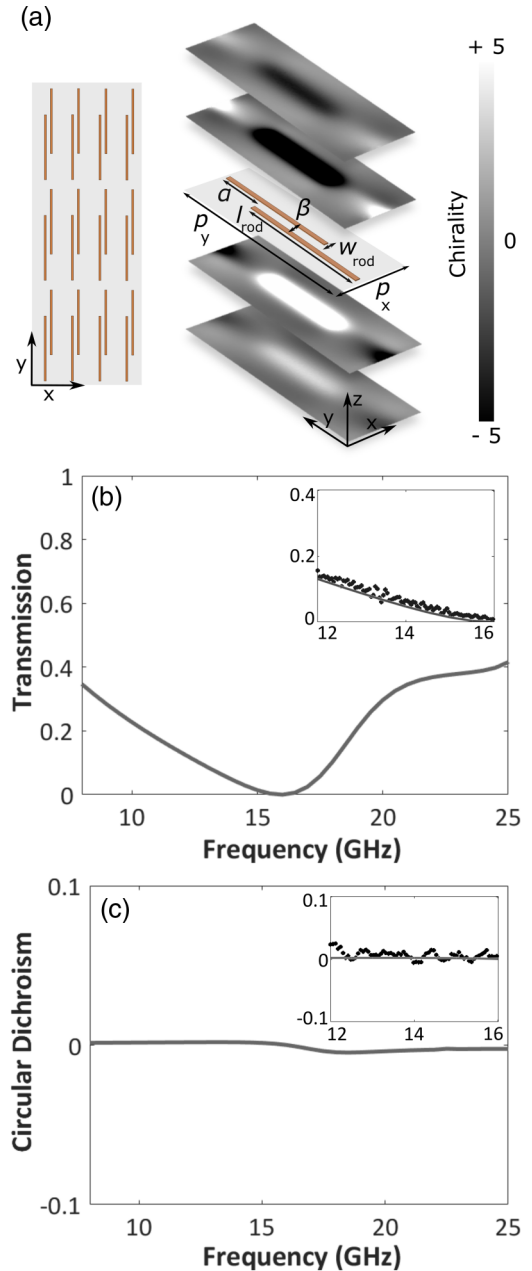 (a)
+ 5
Chirality
0
- 5
a
l rod
β
w rod
p y
p x
y
x
z
y
x
(b)
Transmission
1
0.8
0.6
0.4
0.2
0
10
15
20
25
Frequency (GHz)
0.4
0.2
0
12
14
16
(c)
Circular Dichroism
0.1
0
-0.1
10
15
20
25
Frequency (GHz)
0.1
0
-0.1
12
14
16